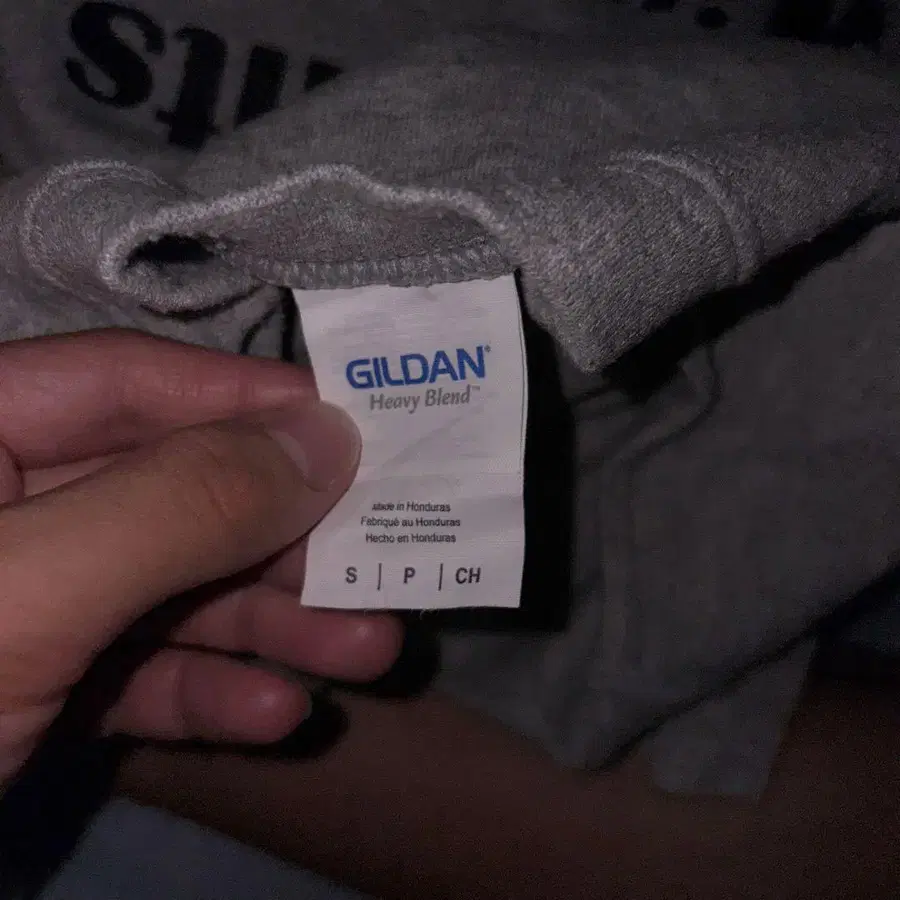 GILDAN®
Heavy Blend™
Made in Honduras
Fabriqué au Honduras
Hecho en Honduras
S | P | CH